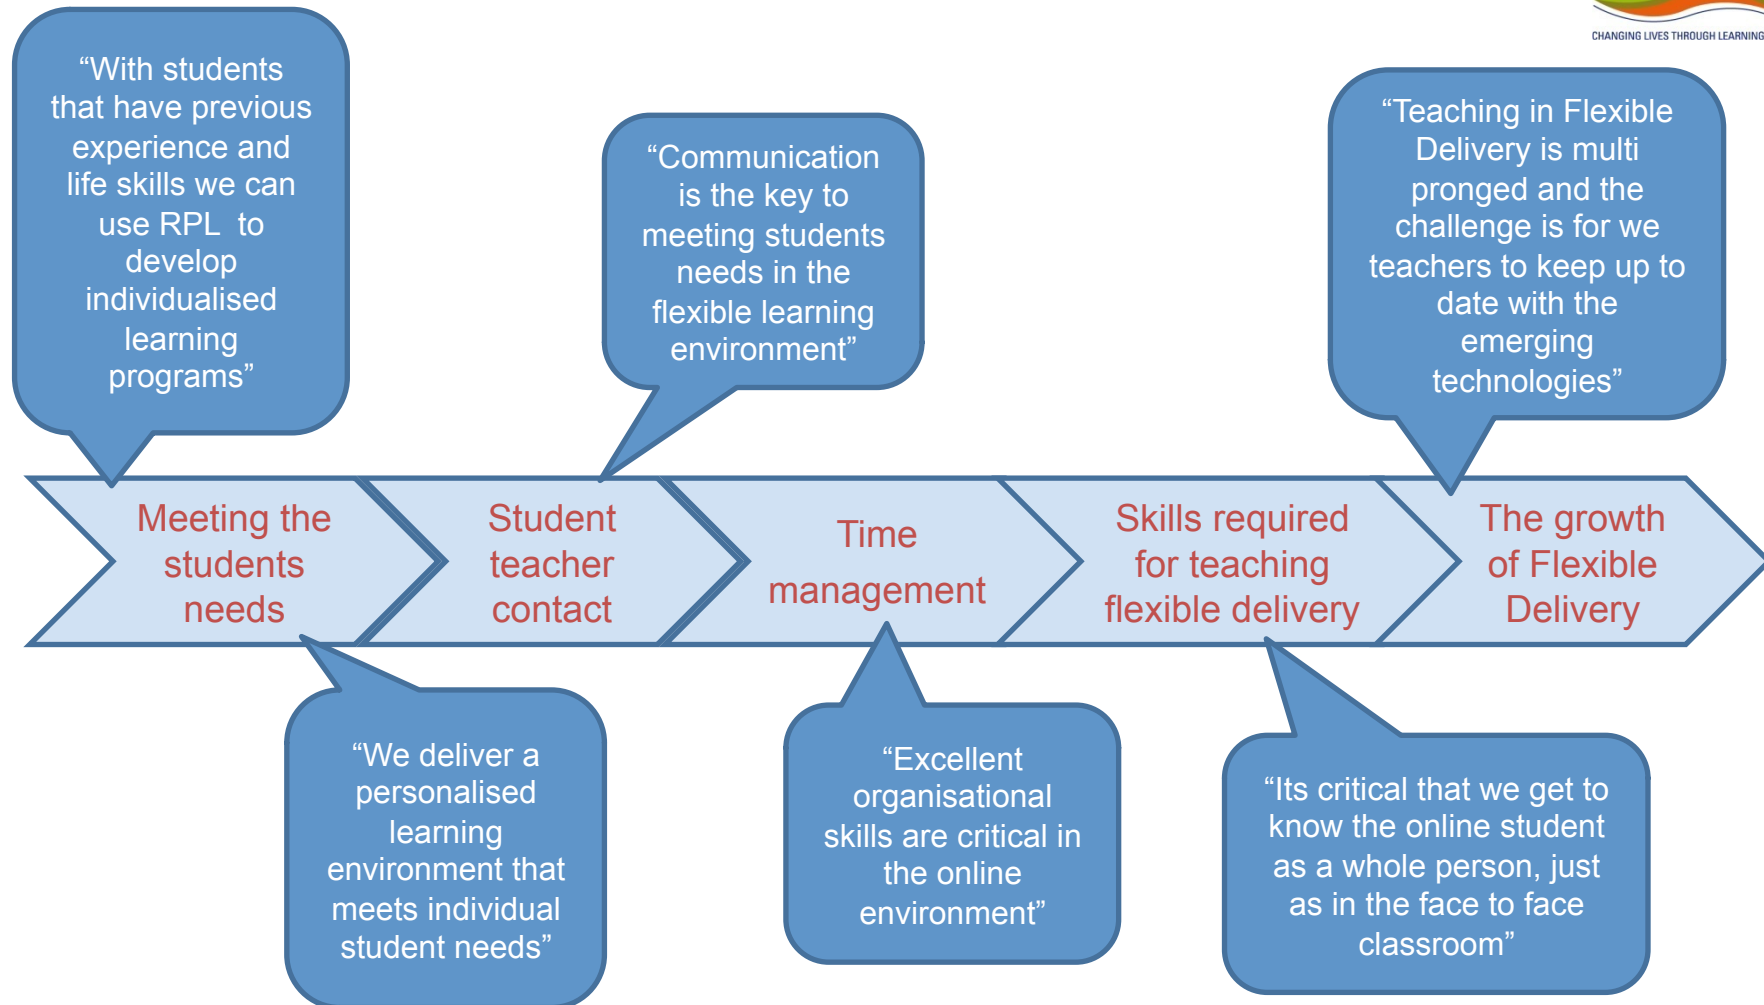 CHANGING LIVES THROUGH LEARNING
“With students
that have previous
experience and
life skills we can
use RPL  to
develop
individualised
learning
programs”
“Communication
is the key to
meeting students
needs in the
flexible learning
environment”
“Teaching in Flexible
Delivery is multi
pronged and the
challenge is for we
teachers to keep up to
date with the
emerging
technologies”
Meeting the
students
needs
Student
teacher
contact
Time
management
Skills required
for teaching
flexible delivery
The growth
of Flexible
Delivery
“We deliver a
personalised
learning
environment that
meets individual
student needs”
“Excellent
organisational
skills are critical in
the online
environment”
“Its critical that we get to
know the online student
as a whole person, just
as in the face to face
classroom”